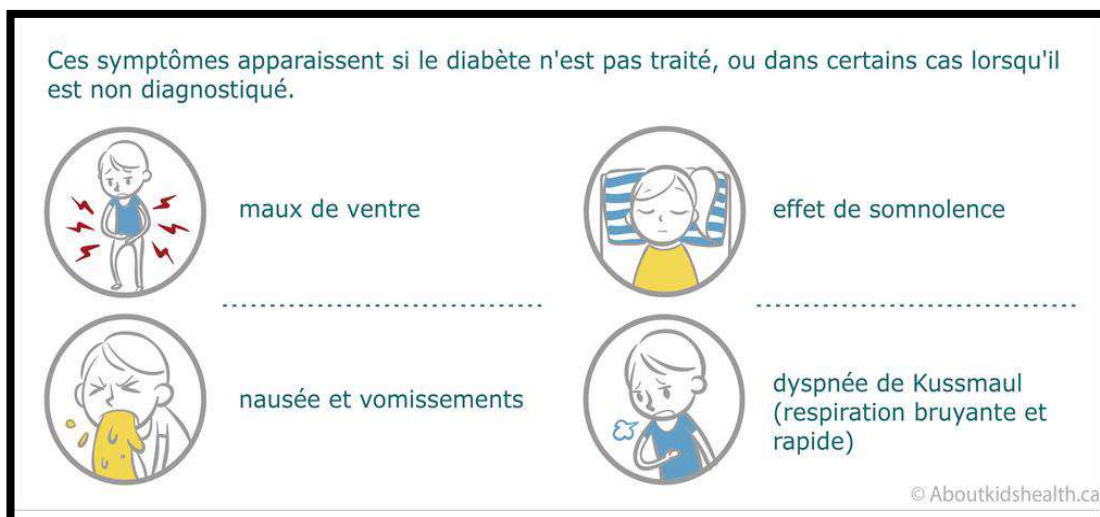 Ces symptômes apparaissent si le diabète n'est pas traité, ou dans certains cas lorsqu'il
est non diagnostiqué.
maux de ventre
effet de somnolence
nausée et vomissements
dyspnée de Kussmaul
(respiration bruyante et
rapide)
© Aboutkidshealth.ca